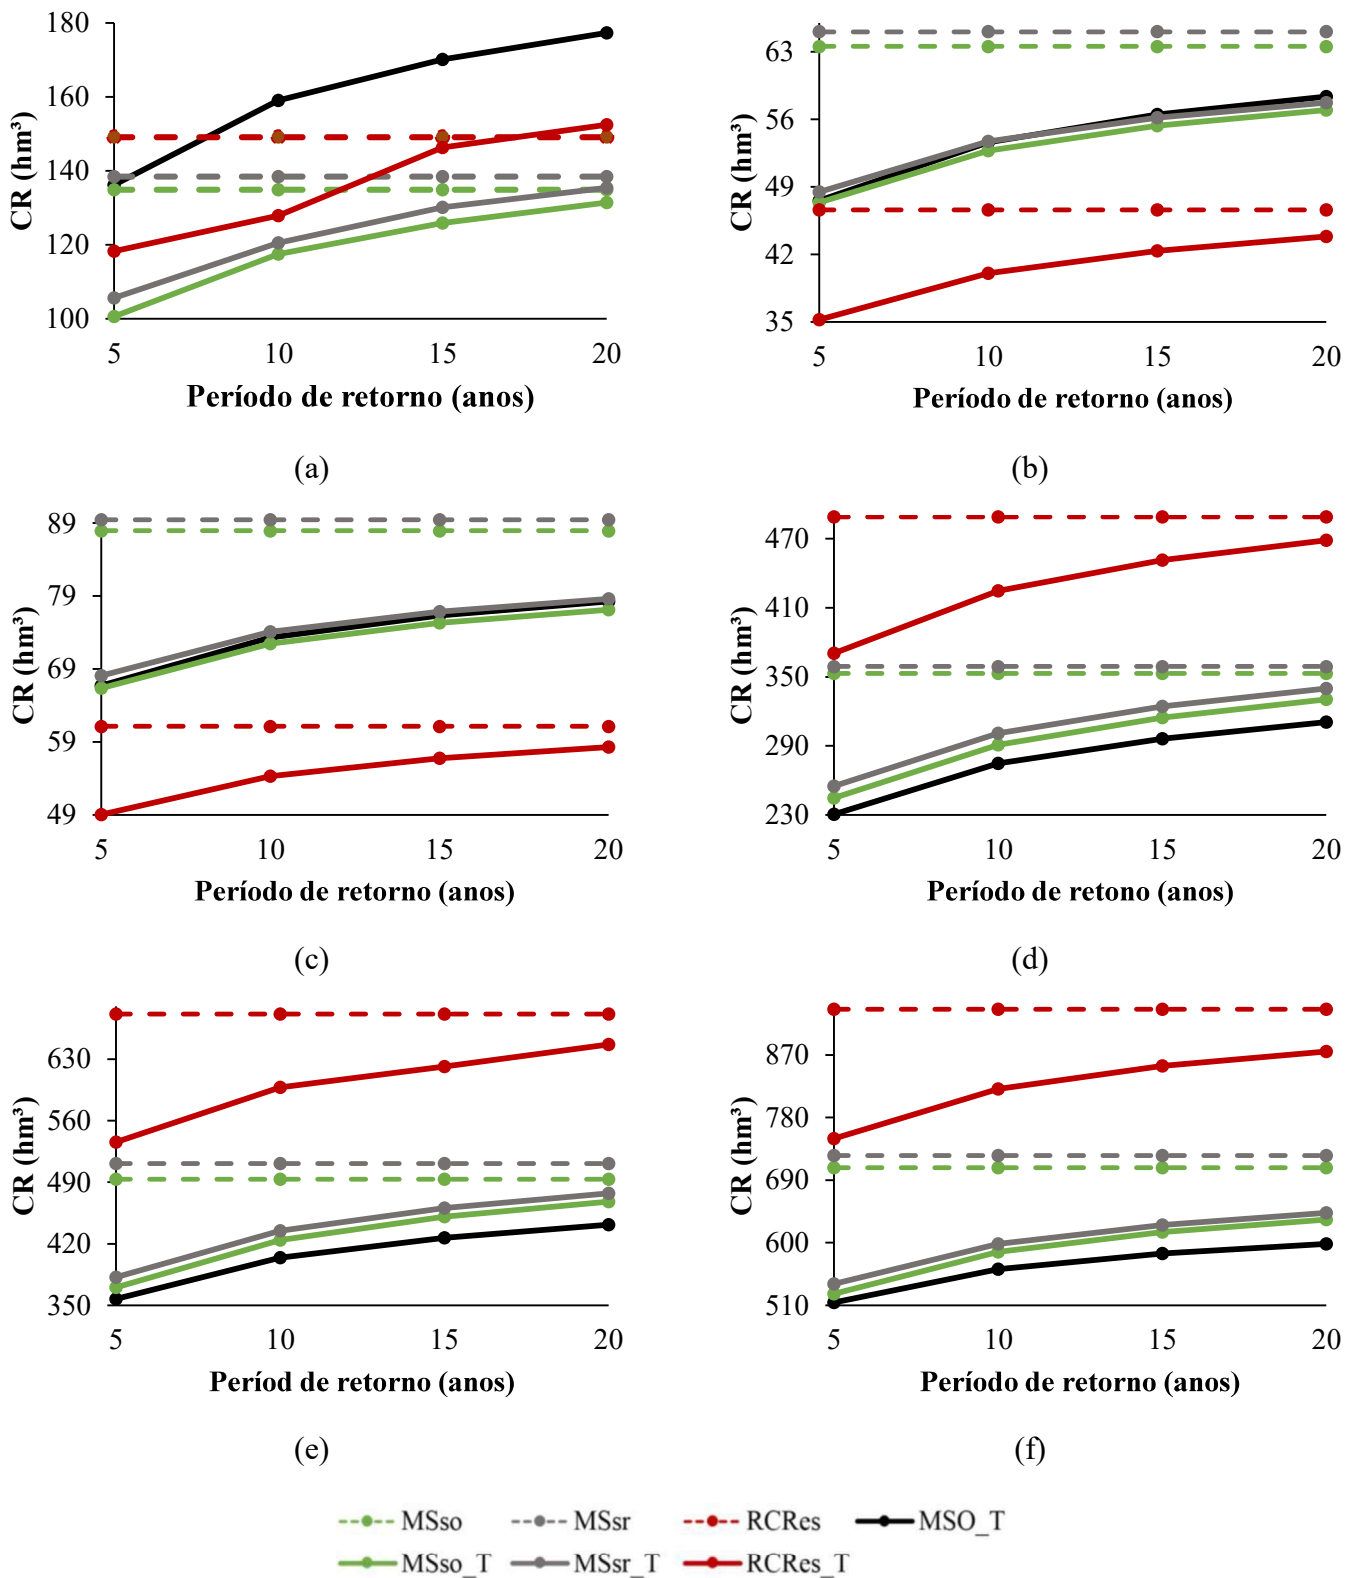 180
160
140
120
100
CR (hm³)
5 10 15 20
Período de retorno (anos)
(a)
63
56
49
42
35
CR (hm³)
5 10 15 20
Período de retorno (anos)
(b)
89
79
69
59
49
CR (hm³)
5 10 15 20
Período de retorno (anos)
(c)
470
410
350
290
230
CR (hm³)
5 10 15 20
Período de retono (anos)
(d)
630
560
490
420
350
CR (hm³)
5 10 15 20
Períod de retorno (anos)
(e)
870
780
690
600
510
CR (hm³)
5 10 15 20
Período de retorno (anos)
(f)
MSso MSsr RCRes MSO_T
MSso_T MSsr_T RCRes_T